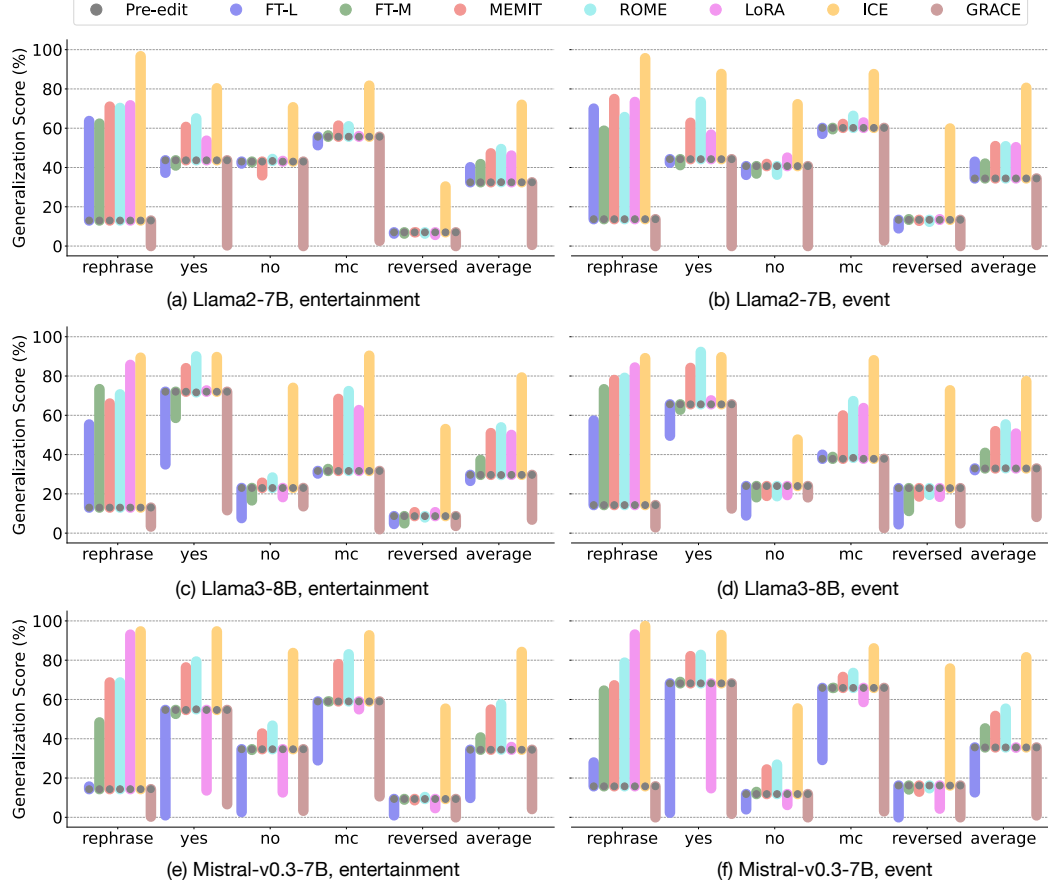 Pre-edit FT-L FT-M MEMIT ROME LoRA ICE GRACE
Generalization Score (%)
100
80
60
40
20
0
rephrase yes no mc reversed average
rephrase yes no mc reversed average
(a) Llama2-7B, entertainment
(b) Llama2-7B, event
Generalization Score (%)
100
80
60
40
20
0
rephrase yes no mc reversed average
rephrase yes no mc reversed average
(c) Llama3-8B, entertainment
(d) Llama3-8B, event
Generalization Score (%)
100
80
60
40
20
0
rephrase yes no mc reversed average
rephrase yes no mc reversed average
(e) Mistral-v0.3-7B, entertainment
(f) Mistral-v0.3-7B, event